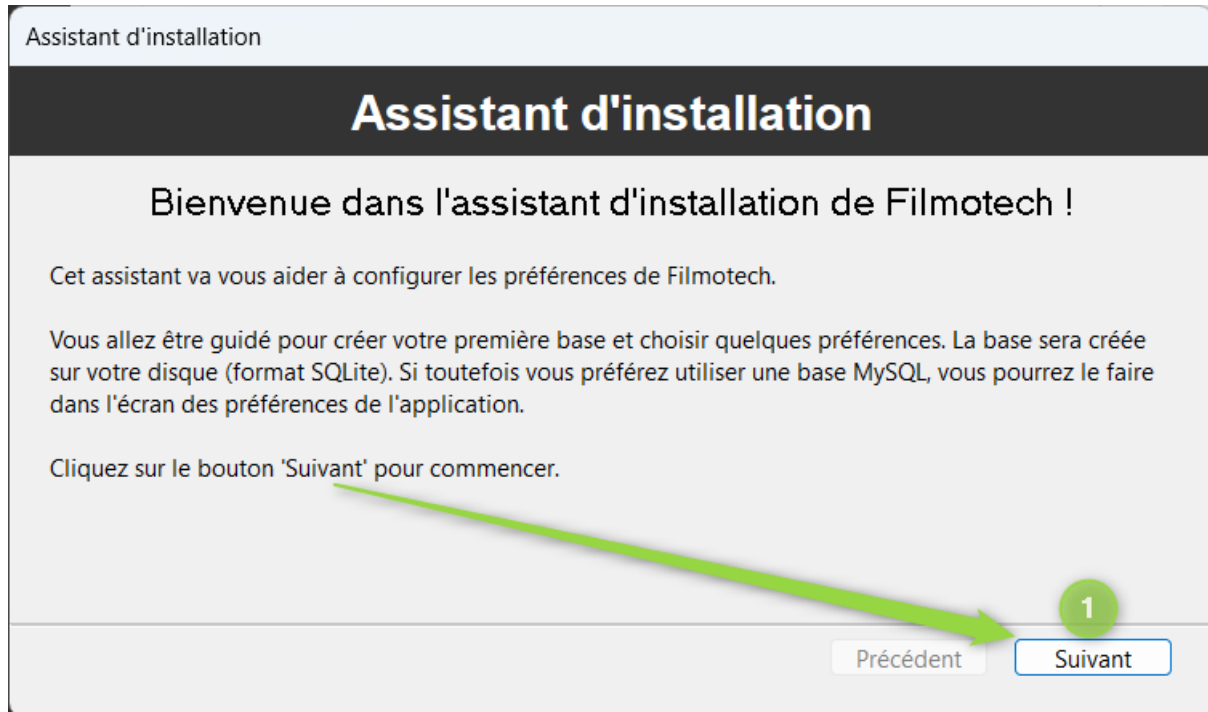 Assistant d'installation
Assistant d'installation
Bienvenue dans l'assistant d'installation de Filmotech !
Cet assistant va vous aider à configurer les préférences de Filmotech.
Vous allez être guidé pour créer votre première base et choisir quelques préférences. La base sera créée
sur votre disque (format SQLite). Si toutefois vous préférez utiliser une base MySQL, vous pourrez le faire
dans l'écran des préférences de l'application.
Cliquez sur le bouton 'Suivant' pour commencer.
1
Précédent Suivant